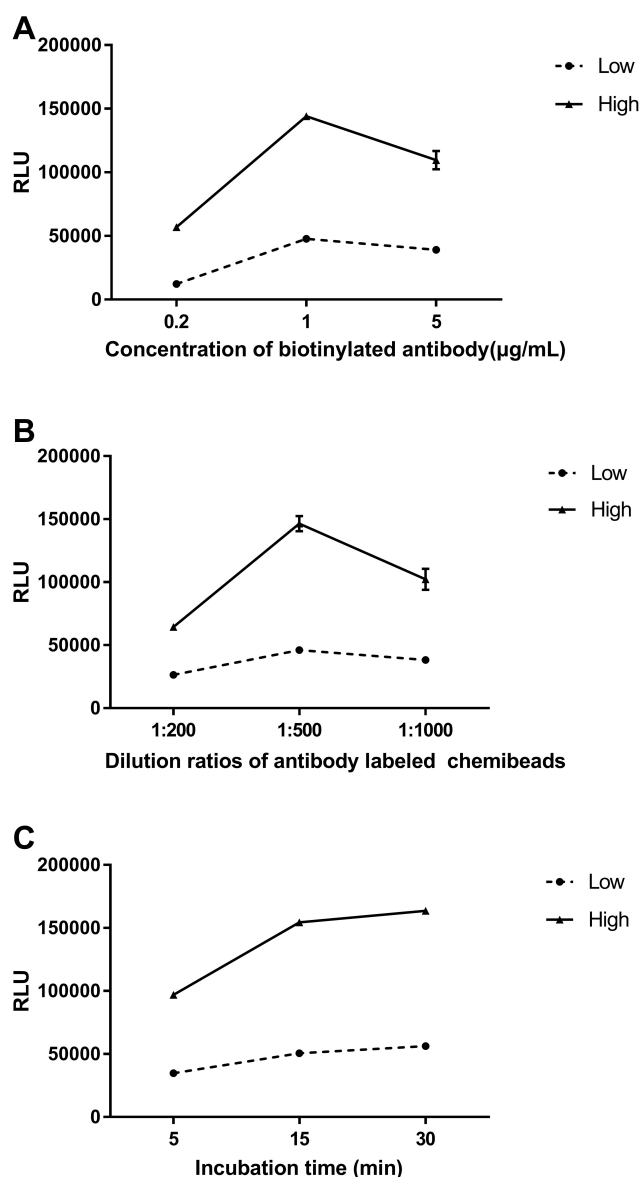 A
200000
150000
100000
50000
0
RLU
0.2 1 5
Concentration of biotinylated antibody(μg/mL)
Low
High
B
200000
150000
100000
50000
0
RLU
1:200 1:500 1:1000
Dilution ratios of antibody labeled chemibeads
Low
High
C
200000
150000
100000
50000
0
RLU
5 15 30
Incubation time (min)
Low
High